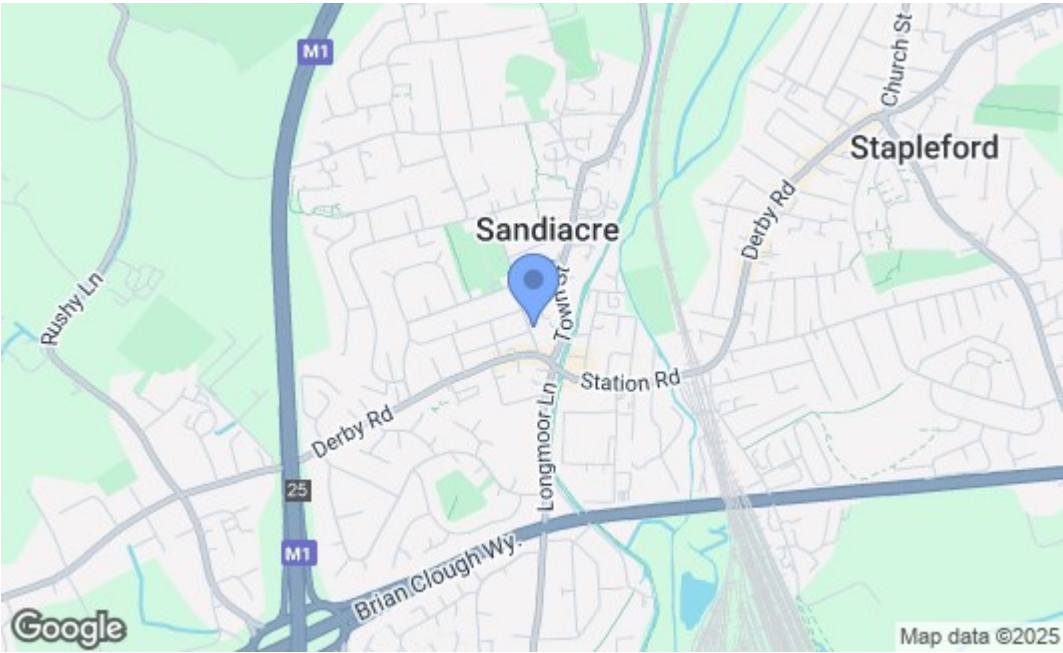 M1
Church St
Stapleford
Derby Rd
Sandiacre
Town St
Rushy Ln
Station Rd
Longmoor Ln
Derby Rd
25
M1
Brian Clough Wy.
Google
Map data ©2025